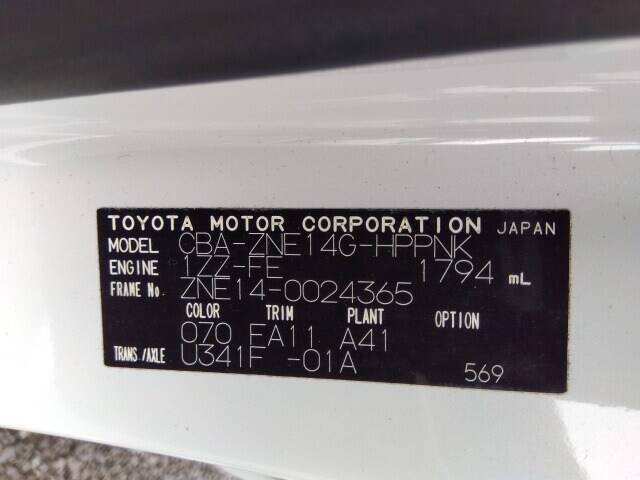 TOYOTA MOTOR CORPORATION JAPAN
MODEL CBA-ZNE14G-HPPNK
ENGINE 1ZZ-FE 1794 mL
FRAME No. ZNE14-0024365
COLOR TRIM PLANT OPTION
070 FA11 A41
TRANS./AXLE U341F -01A
569